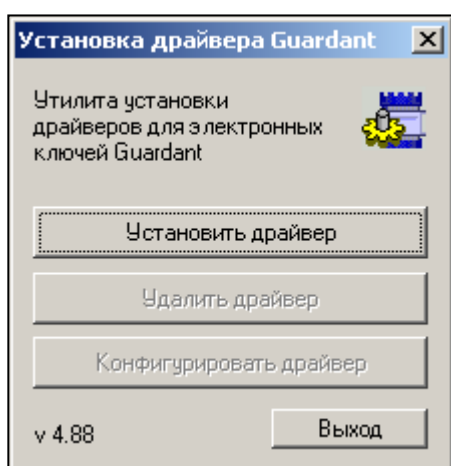 Установка драйвера Guardant
Утилита установки
драйверов для электронных
ключей Guardant
Установить драйвер
Удалить драйвер
Конфигурировать драйвер
v 4.88
Выход